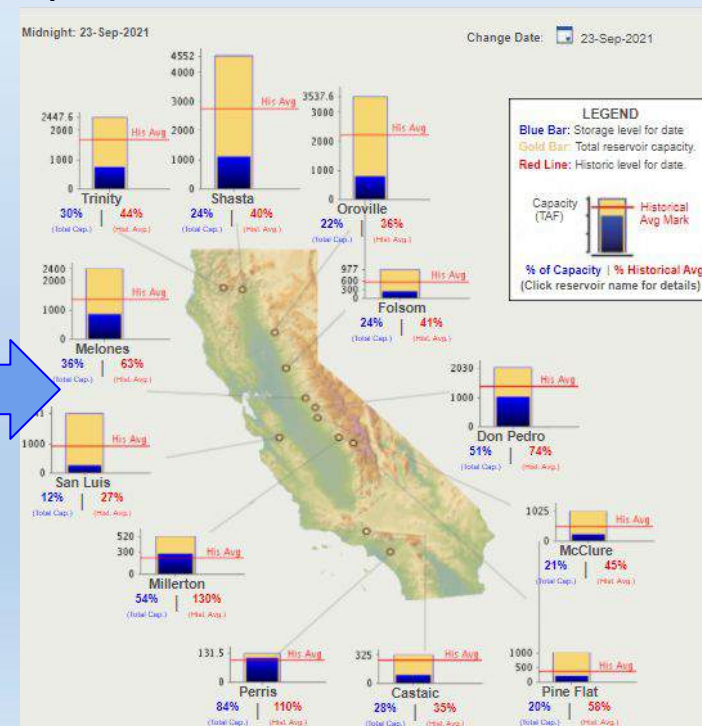 Midnight: 23-Sep-2021
Change Date: 23-Sep-2021
LEGEND
Blue Bar: Storage level for date
Gold Bar: Total reservoir capacity.
Red Line: Historic level for date.
Capacity
(TAF)
Historical
Avg Mark
% of Capacity | % Historical Avg
(Click reservoir name for details)
2447.6
2000
1000
0
His Avg
Trinity
30% | 44%
(Total Cap.) (Hist. Avg.)
4552
4000
3000
2000
1000
0
His Avg
Shasta
24% | 40%
(Total Cap.) (Hist. Avg.)
3537.6
3000
2000
1000
0
His Avg
Oroville
22% | 36%
(Total Cap.) (Hist. Avg.)
977
600
300
0
His Avg
Folsom
24% | 41%
(Total Cap.) (Hist. Avg.)
2400
2000
1000
0
His Avg
Melones
36% | 63%
(Total Cap.) (Hist. Avg.)
2030
1000
0
His Avg
Don Pedro
51% | 74%
(Total Cap.) (Hist. Avg.)
1000
0
His Avg
San Luis
12% | 27%
(Total Cap.) (Hist. Avg.)
1025
0
His Avg
McClure
21% | 45%
(Total Cap.) (Hist. Avg.)
520
300
0
His Avg
Millerton
54% | 130%
(Total Cap.) (Hist. Avg.)
131.5
0
His Avg
Perris
84% | 110%
(Total Cap.) (Hist. Avg.)
325
0
His Avg
Castaic
28% | 35%
(Total Cap.) (Hist. Avg.)
1000
500
0
His Avg
Pine Flat
20% | 58%
(Total Cap.) (Hist. Avg.)